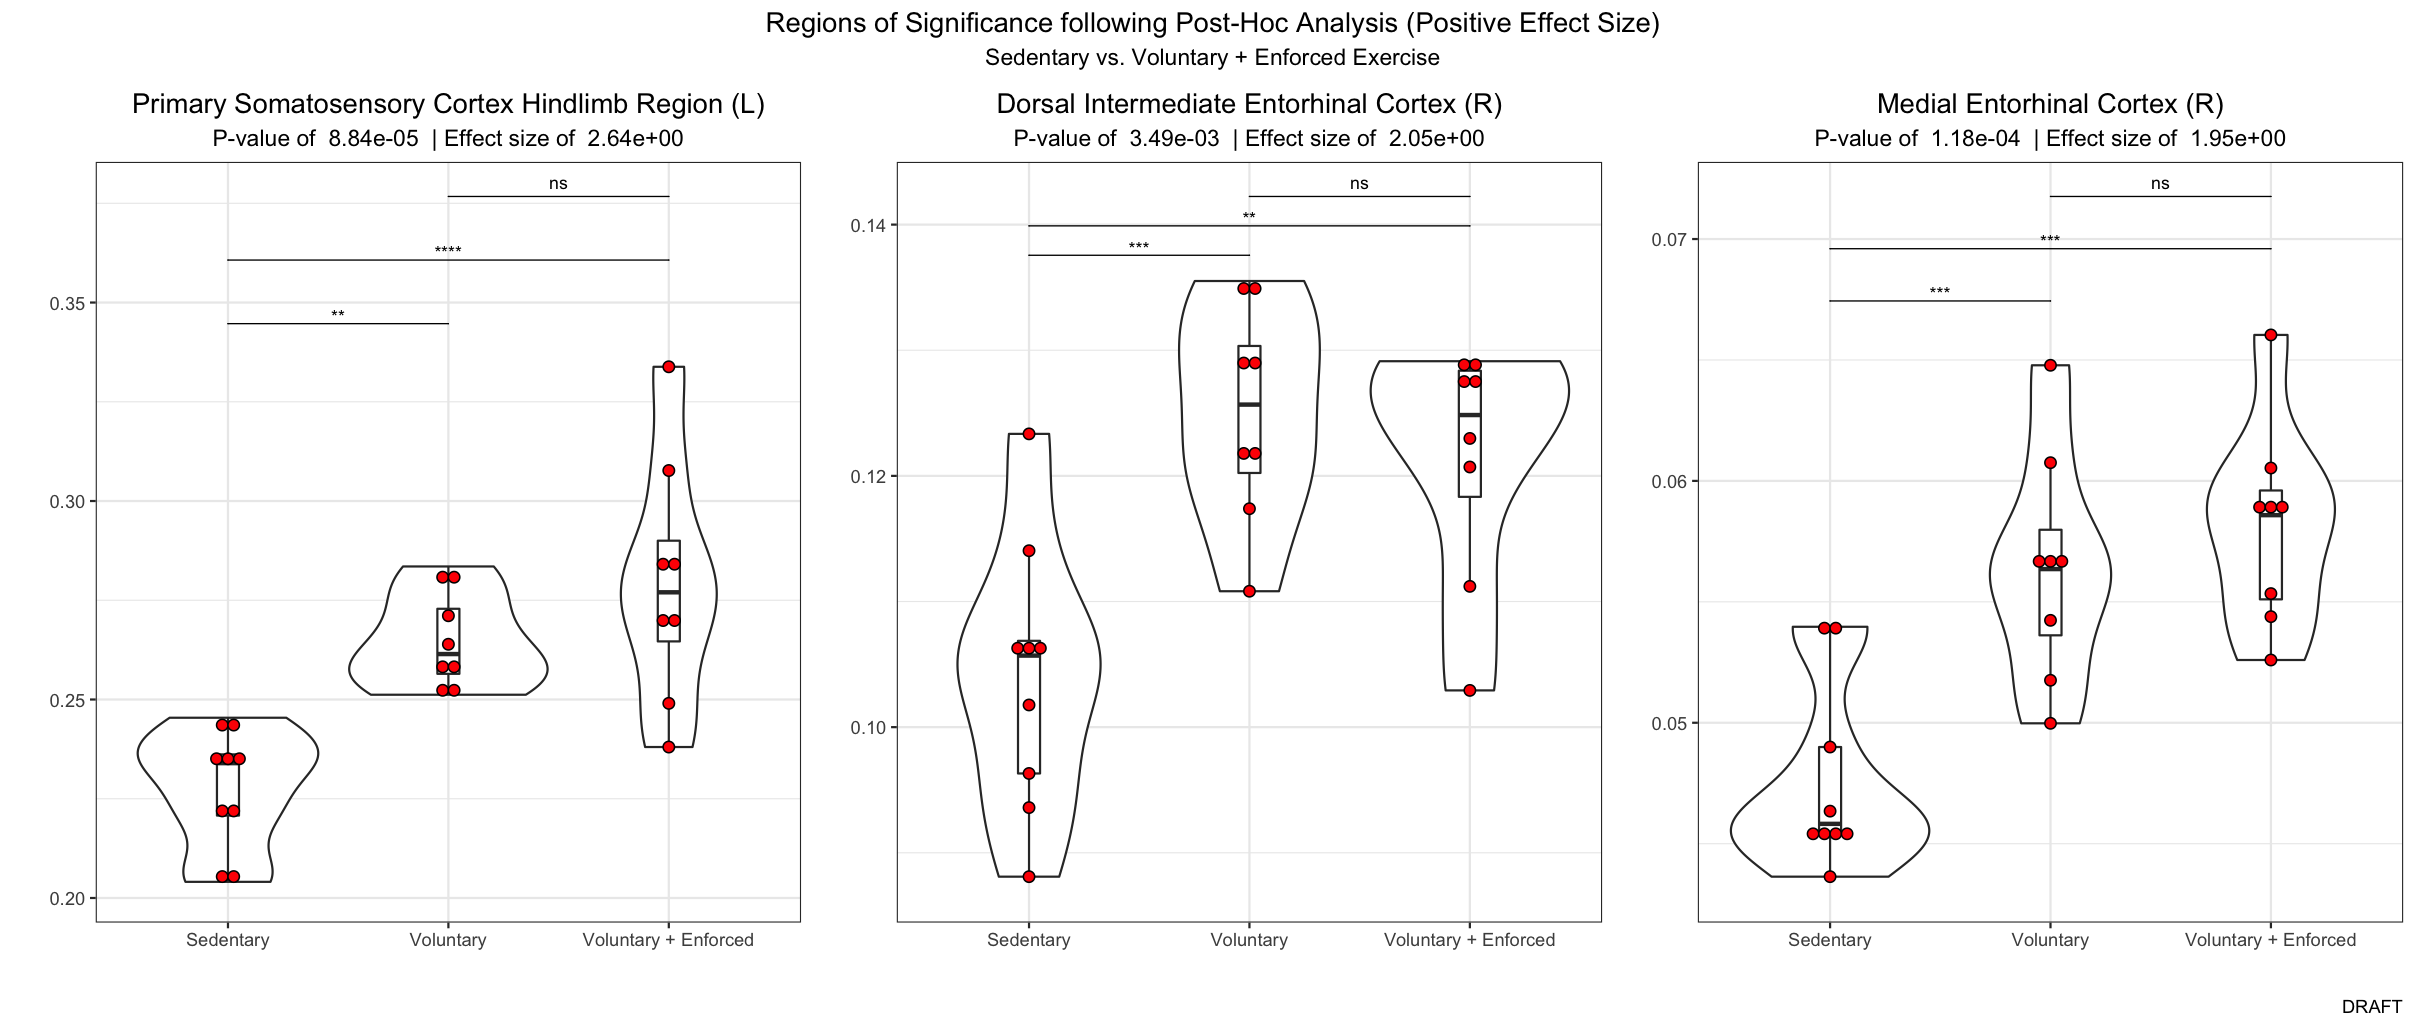 Regions of Significance following Post-Hoc Analysis (Positive Effect Size)
Sedentary vs. Voluntary + Enforced Exercise
Primary Somatosensory Cortex Hindlimb Region (L)
P-value of 8.84e-05 | Effect size of 2.64e+00
ns
****
**
0.35
0.30
0.25
0.20
Sedentary
Voluntary
Voluntary + Enforced
Dorsal Intermediate Entorhinal Cortex (R)
P-value of 3.49e-03 | Effect size of 2.05e+00
ns
**
***
0.14
0.12
0.10
Sedentary
Voluntary
Voluntary + Enforced
Medial Entorhinal Cortex (R)
P-value of 1.18e-04 | Effect size of 1.95e+00
ns
***
***
0.07
0.06
0.05
Sedentary
Voluntary
Voluntary + Enforced
DRAFT